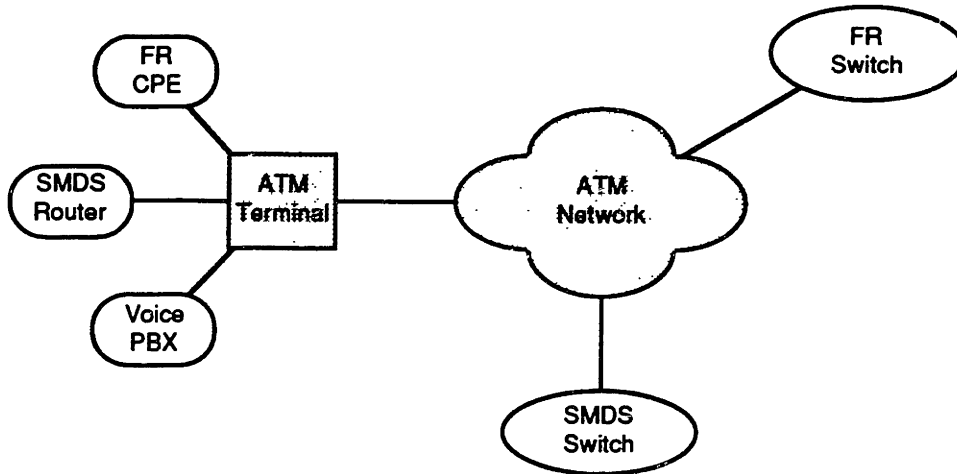 FR
CPE
SMDS
Router
Voice
PBX
ATM
Terminal
ATM
Network
FR
Switch
SMDS
Switch